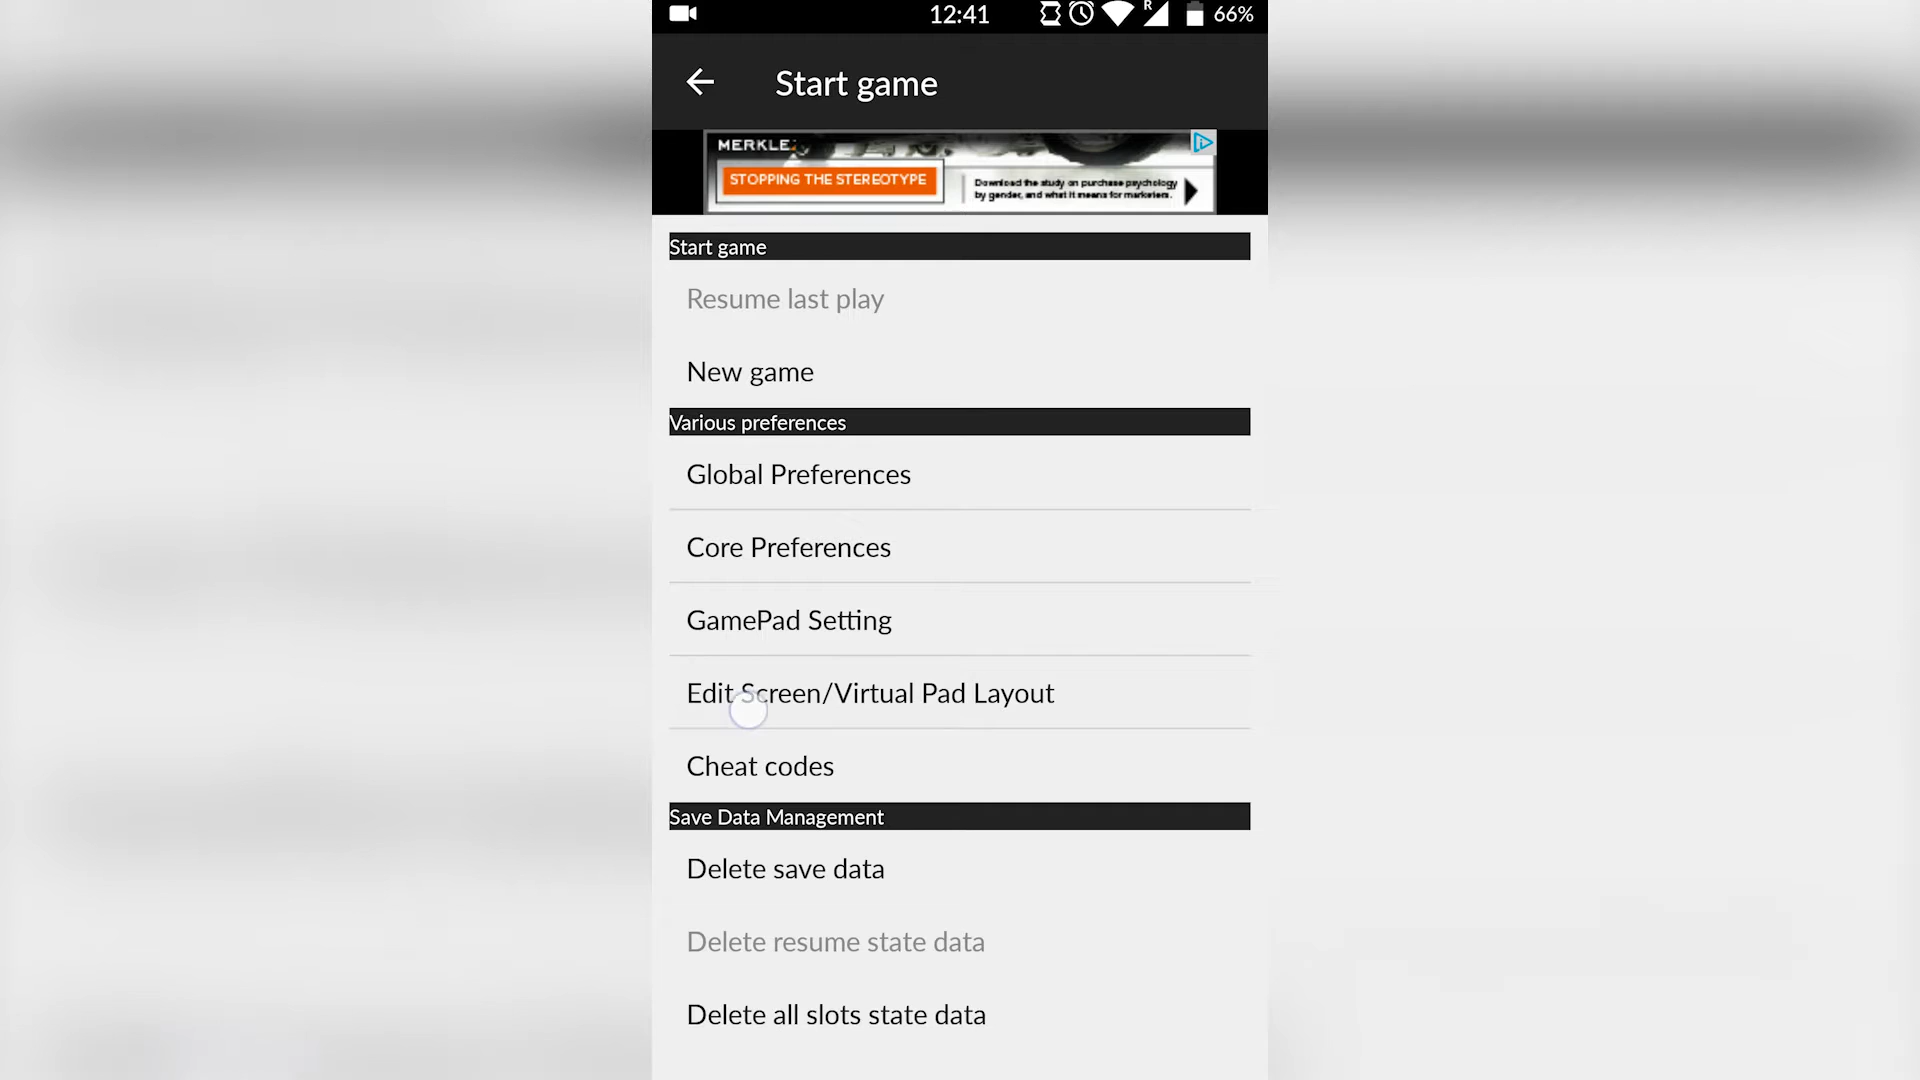 12:41
R
66%
Start game
MERKLE
STOPPING THE STEREOTYPE
Download the study on purchase psychology
by gender, and what it means for marketers.
Start game
Resume last play
New game
Various preferences
Global Preferences
Core Preferences
GamePad Setting
Edit Screen/Virtual Pad Layout
Cheat codes
Save Data Management
Delete save data
Delete resume state data
Delete all slots state data